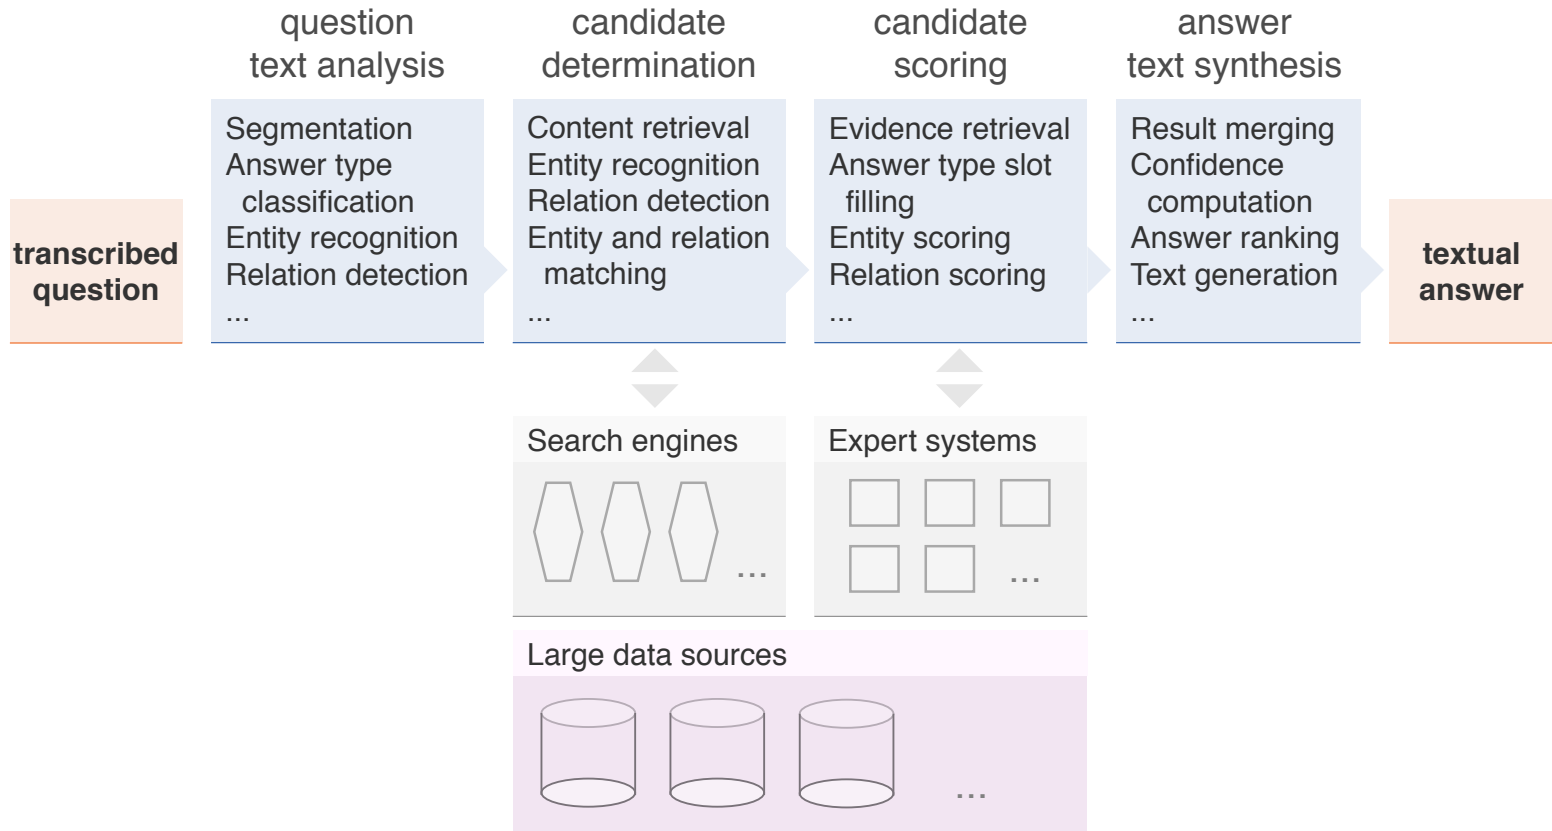 question
text analysis
candidate
determination
candidate
scoring
answer
text synthesis
transcribed
question
Segmentation
Answer type
classification
Entity recognition
Relation detection
...
Content retrieval
Entity recognition
Relation detection
Entity and relation
matching
...
Evidence retrieval
Answer type slot
filling
Entity scoring
Relation scoring
...
Result merging
Confidence
computation
Answer ranking
Text generation
...
textual
answer
Search engines
...
Expert systems
...
Large data sources
...